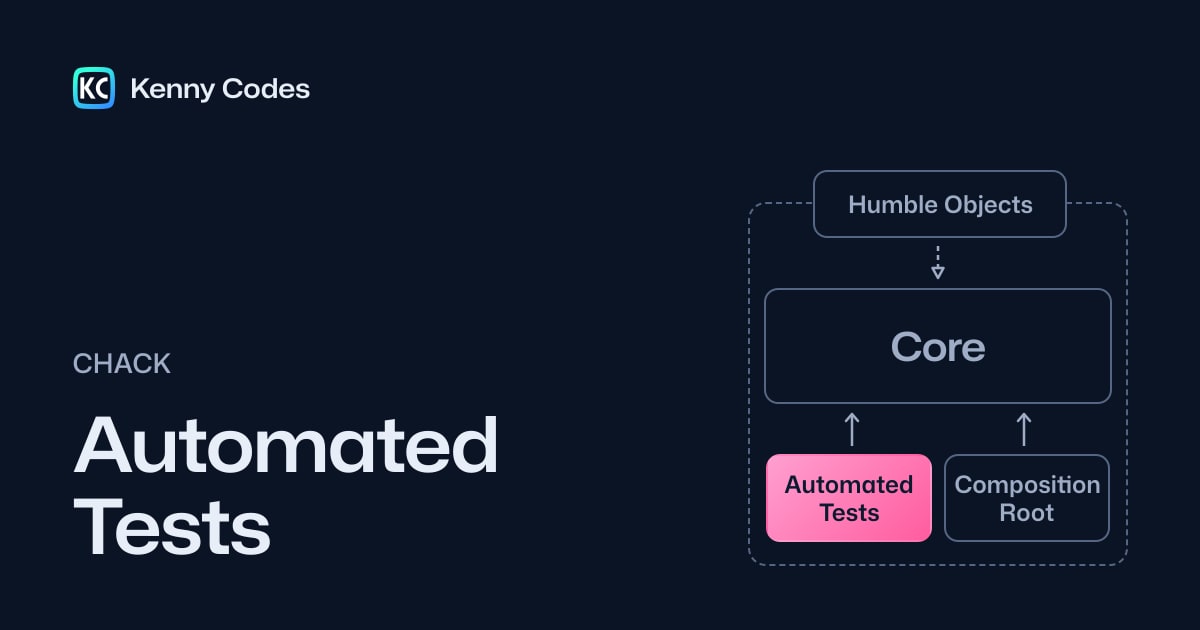 KC Kenny Codes
CHACK
Automated
Tests
Humble Objects
Core
Automated
Tests
Composition
Root